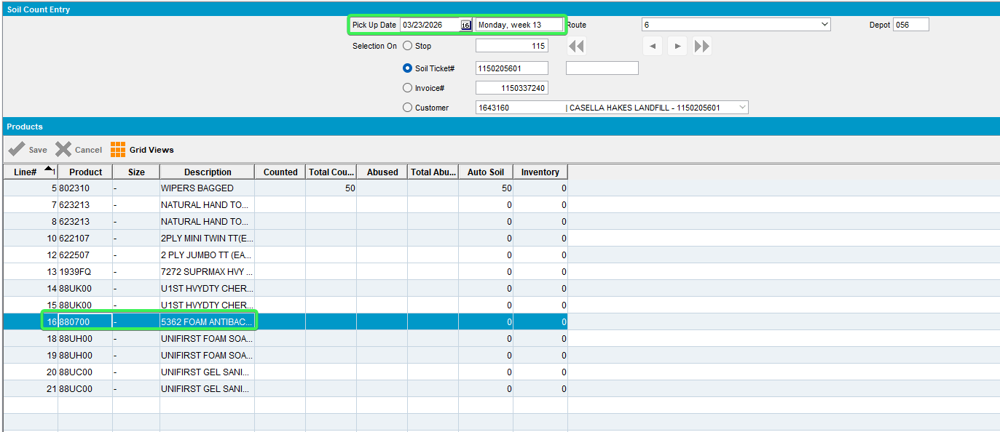 Soil Count Entry
Pick Up Date 03/23/2026 16 Monday, week 13 Route 6 Depot 056
Selection On Stop 115
Soil Ticket# 1150205601
Invoice# 1150337240
Customer 1643160 | CASELLA HAKES LANDFILL - 1150205601
Products
Save Cancel Grid Views
Line# 1 Product Size Description Counted Total Cou... Abused Total Abu... Auto Soil Inventory
5 802310 - WIPERS BAGGED 50 50 0
7 623213 - NATURAL HAND TO... 0 0
8 623213 - NATURAL HAND TO... 0 0
10 622107 - 2PLY MINI TWIN TT(E... 0 0
12 622507 - 2 PLY JUMBO TT (EA... 0 0
13 1939FQ - 7272 SUPRMAX HVY ... 0 0
14 88UK00 - U1ST HVYDTY CHER... 0 0
15 88UK00 - U1ST HVYDTY CHER... 0 0
16 880700 - 5362 FOAM ANTIBAC... 0 0
18 88UH00 - UNIFIRST FOAM SOA... 0 0
19 88UH00 - UNIFIRST FOAM SOA... 0 0
20 88UC00 - UNIFIRST GEL SANI... 0 0
21 88UC00 - UNIFIRST GEL SANI... 0 0